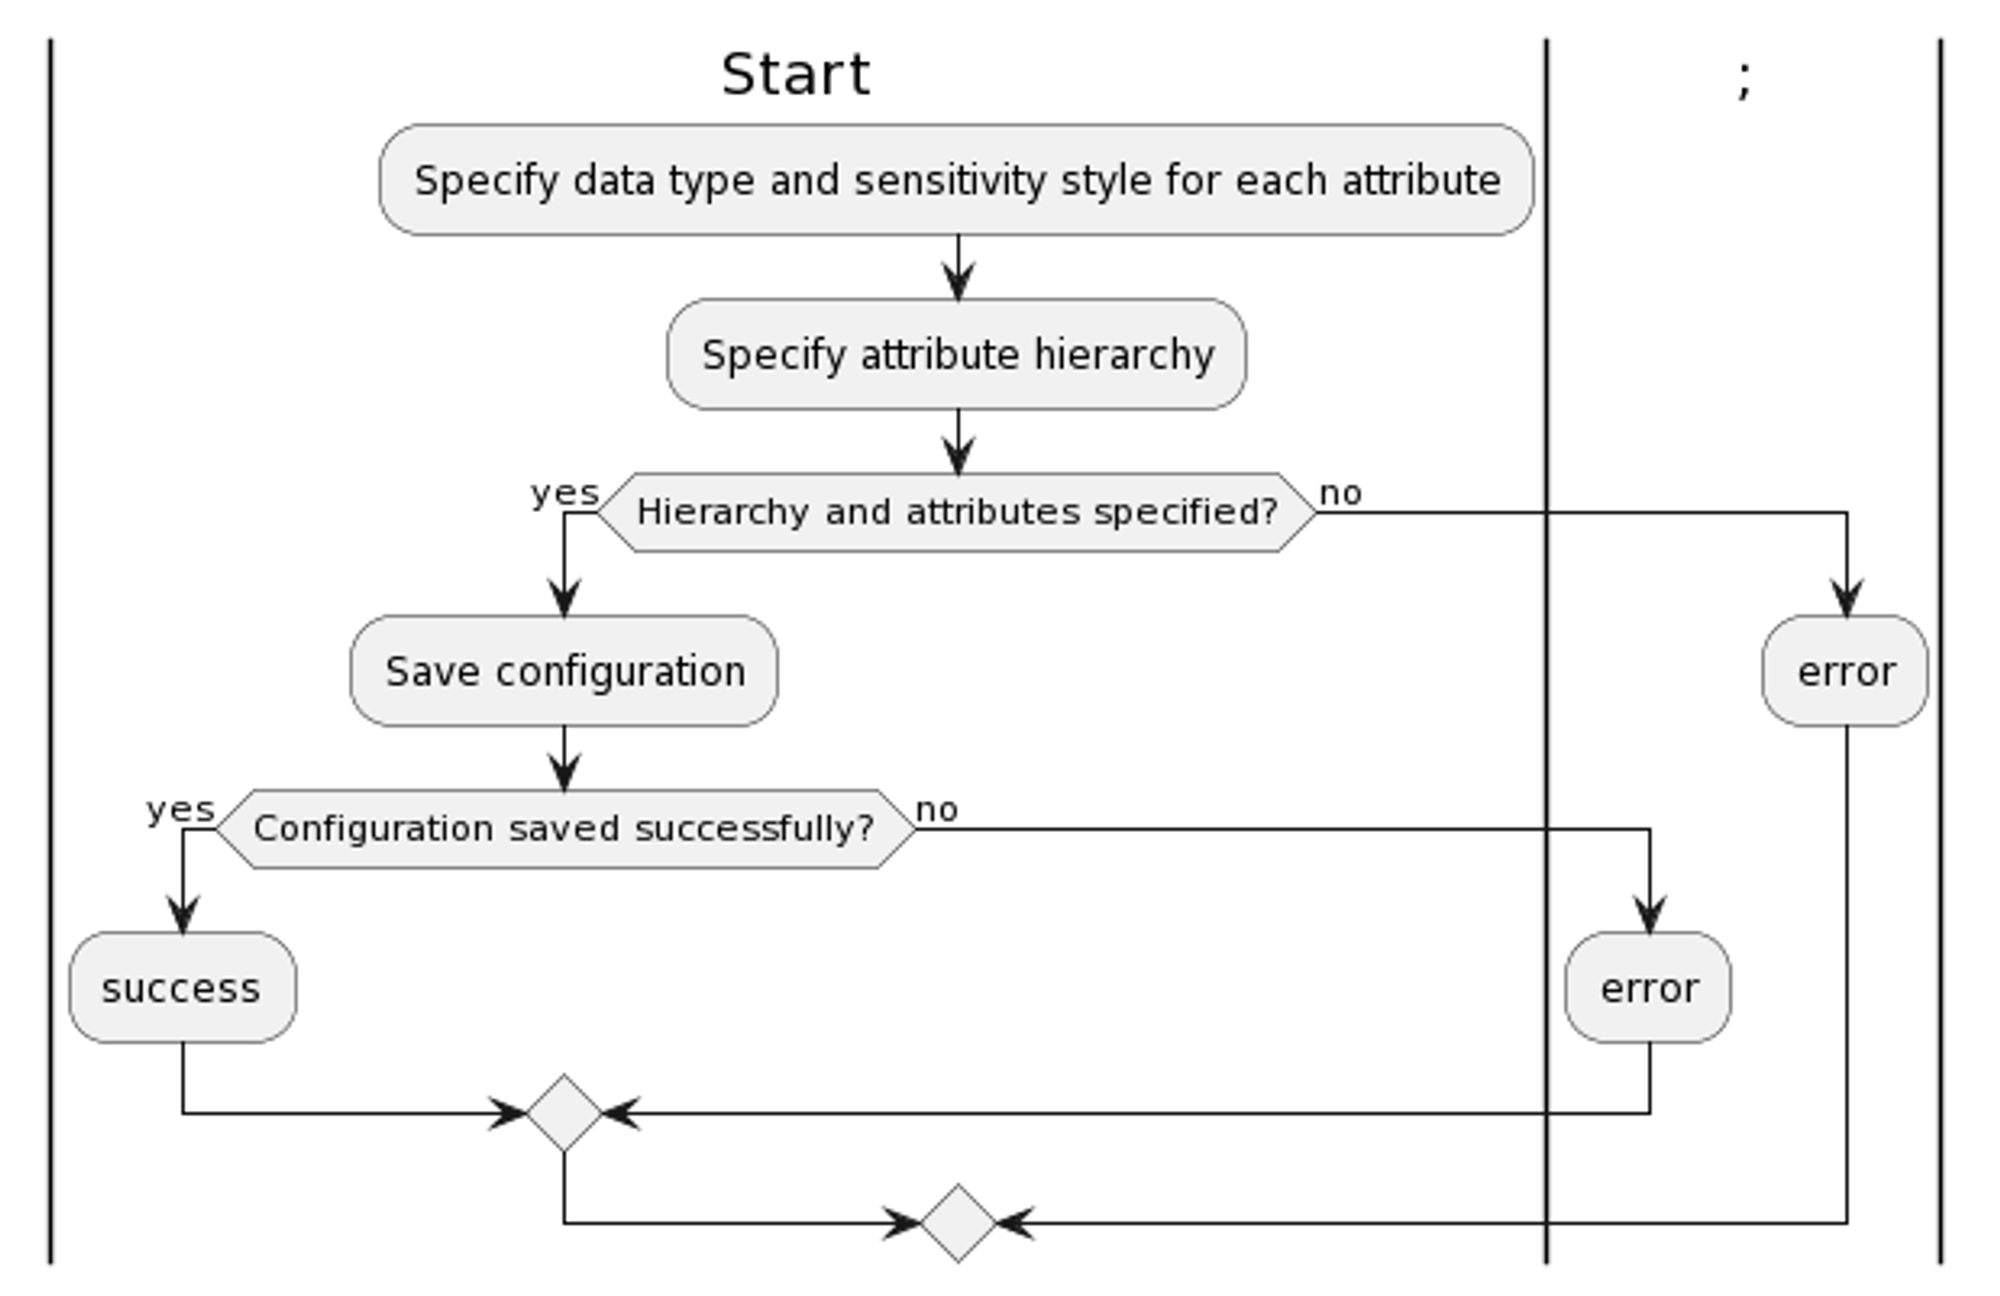 Start
;
Specify data type and sensitivity style for each attribute
Specify attribute hierarchy
yes
Hierarchy and attributes specified?
no
Save configuration
error
yes
Configuration saved successfully?
no
success
error